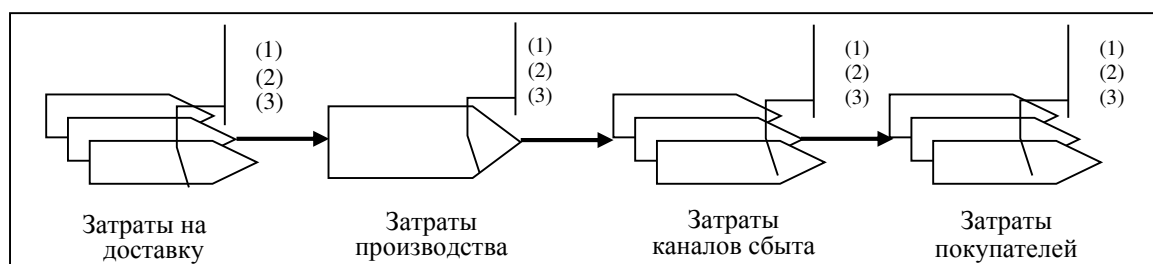 (1)
(2)
(3)
(1)
(2)
(3)
(1)
(2)
(3)
(1)
(2)
(3)
Затраты на
доставку
Затраты
производства
Затраты
каналов сбыта
Затраты
покупателей